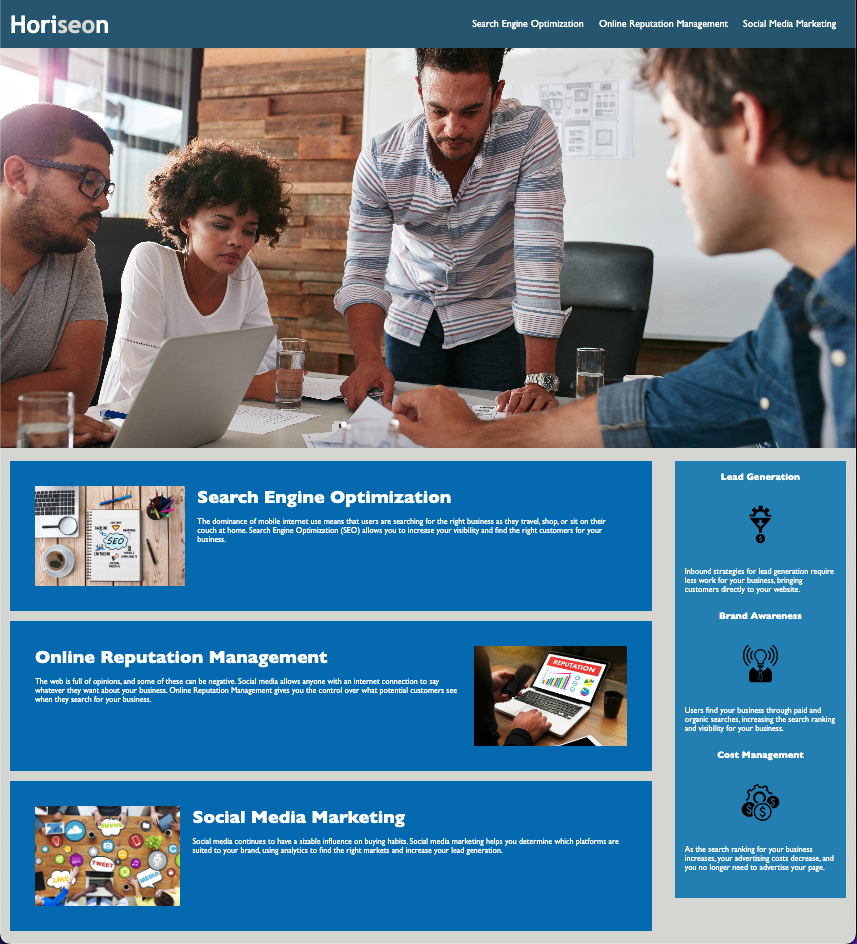 Horiseon
Search Engine Optimization Online Reputation Management Social Media Marketing
Search Engine Optimization
The dominance of mobile internet use means that users are searching for the right business as they travel, shop, or sit on their
couch at home. Search Engine Optimization (SEO) allows you to increase your visibility and find the right customers for your
business.
SEO
Online Reputation Management
The web is full of opinions, and some of these can be negative. Social media allows anyone with an internet connection to say
whatever they want about your business. Online Reputation Management gives you the control over what potential customers see
when they search for your business.
REPUTATION
Social Media Marketing
Social media continues to have a sizable influence on buying habits. Social media marketing helps you determine which platforms are
suited to your brand, using analytics to find the right markets and increase your lead generation.
SHARE
TWEET
LIKE
MEDIA
Lead Generation
Inbound strategies for lead generation require
less work for your business, bringing
customers directly to your website.
Brand Awareness
Users find your business through paid and
organic searches, increasing the search ranking
and visibility for your business.
Cost Management
As the search ranking for your business
increases, your advertising costs decrease, and
you no longer need to advertise your page.